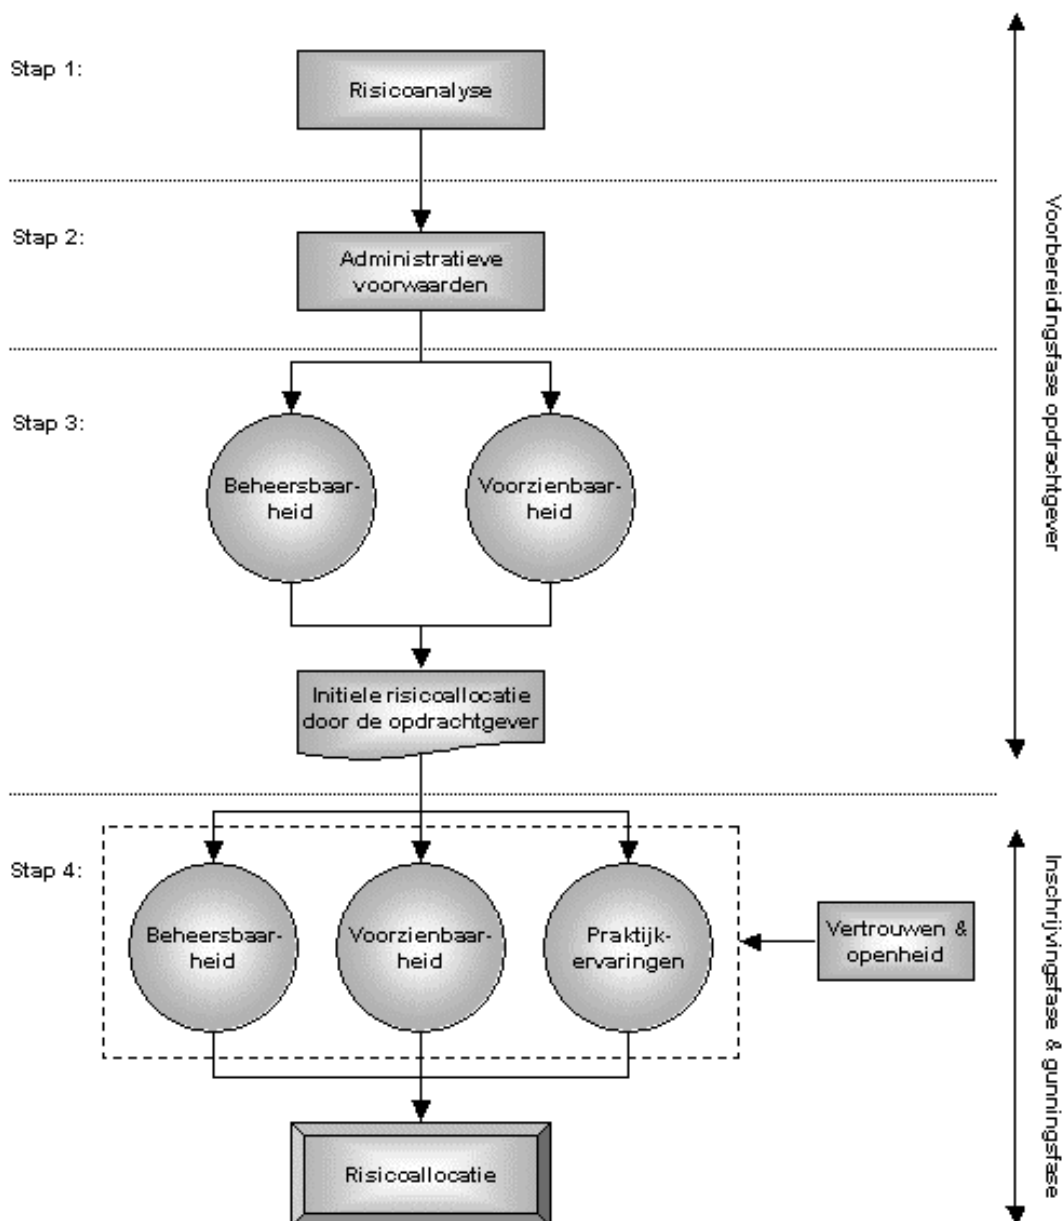 Stap 1:
Risicoanalyse
Stap 2:
Administratieve
voorwaarden
Stap 3:
Beheersbaar-
heid
Voorzienbaar-
heid
Initiele risicoallocatie
door de opdrachtgever
Voorbereidingsfase opdrachtgever
Stap 4:
Beheersbaar-
heid
Voorzienbaar-
heid
Praktijk-
ervaringen
Vertrouwen &
openheid
Risicoallocatie
Inschrijvingsfase & gunningsfase